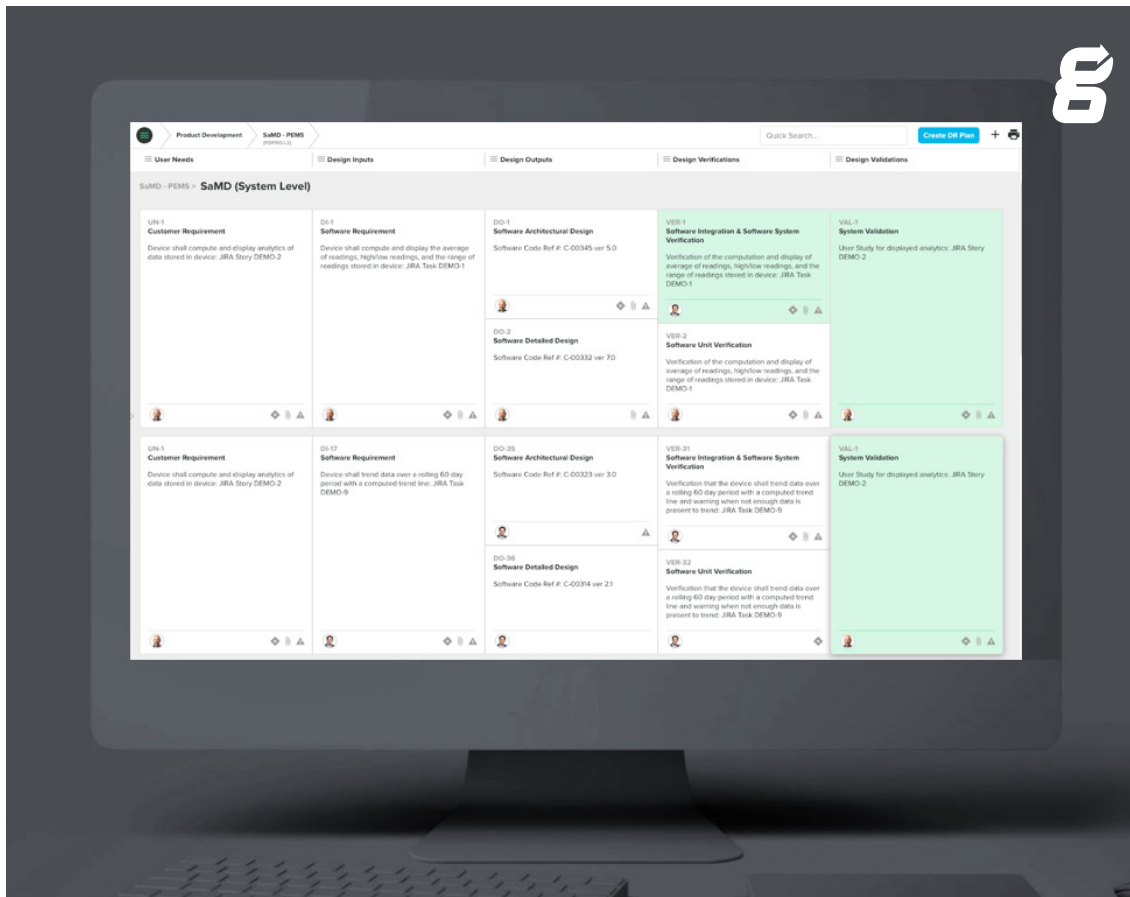 Product Development
SaMD - PEMS
Quick Search...
Create DR Plan
User Needs
Design Inputs
Design Outputs
Design Verifications
Design Validations
SaMD - PEMS > SaMD (System Level)
UN-1
Customer Requirement
Device shall compute and display analytics of
data stored in device: JIRA Story DEMO-2
DI-1
Software Requirement
Device shall compute and display the average
of readings, high/low readings, and the range of
readings stored in device: JIRA Task DEMO-1
DO-1
Software Architectural Design
Software Code Ref #: C-00345 ver 5.0
DO-2
Software Detailed Design
Software Code Ref #: C-00332 ver 7.0
VER-1
Software Integration & Software System
Verification
Verification of the computation and display of
average of readings, high/low readings, and the
range of readings stored in device: JIRA Task
DEMO-1
VER-2
Software Unit Verification
Verification of the computation and display of
average of readings, high/low readings, and the
range of readings stored in device: JIRA Task
DEMO-1
VAL-1
System Validation
User Study for displayed analytics: JIRA Story
DEMO-2
UN-1
Customer Requirement
Device shall compute and display analytics of
data stored in device: JIRA Story DEMO-2
DI-17
Software Requirement
Device shall trend data over a rolling 60 day
period with a computed trend line: JIRA Task
DEMO-9
DO-35
Software Architectural Design
Software Code Ref #: C-00323 ver 3.0
DO-36
Software Detailed Design
Software Code Ref #: C-00314 ver 2.1
VER-31
Software Integration & Software System
Verification
Verification that the device shall trend data over
a rolling 60 day period with a computed trend
line and warning when not enough data is
present to trend: JIRA Task DEMO-9
VER-32
Software Unit Verification
Verification that the device shall trend data over
a rolling 60 day period with a computed trend
line and warning when not enough data is
present to trend: JIRA Task DEMO-9
VAL-1
System Validation
User Study for displayed analytics: JIRA Story
DEMO-2